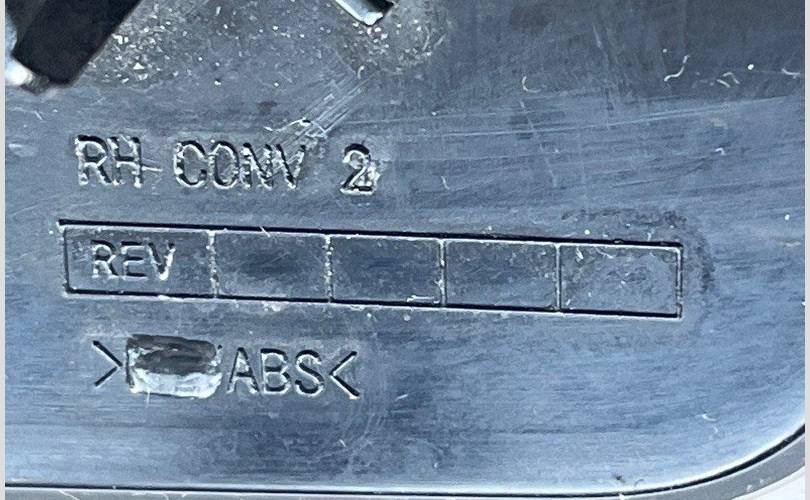 RH CONV 2
REV
> ABS<